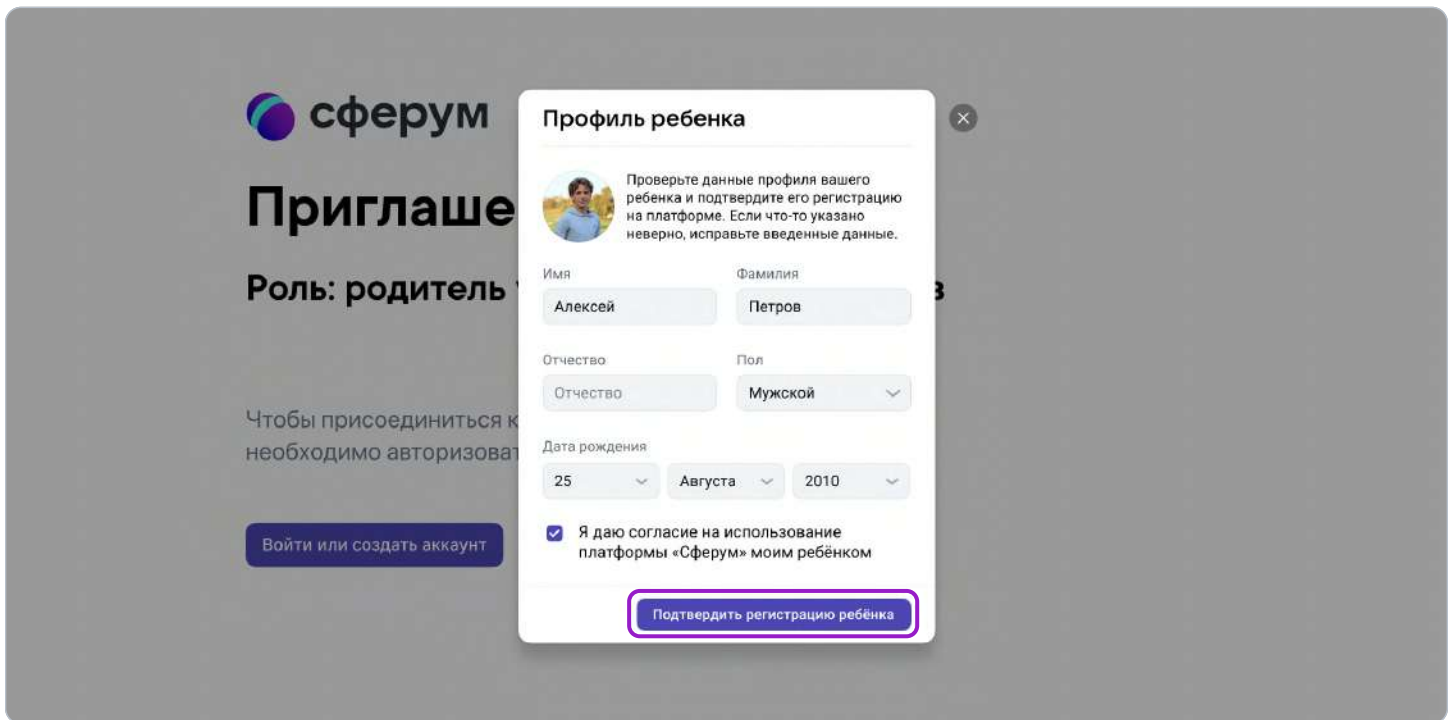 сферум
Приглаше
Роль: родитель
в
Чтобы присоединиться к
необходимо авторизоват
Войти или создать аккаунт
Профиль ребенка
Проверьте данные профиля вашего
ребенка и подтвердите его регистрацию
на платформе. Если что-то указано
неверно, исправьте введенные данные.
Имя
Фамилия
Алексей
Петров
Отчество
Пол
Отчество
Мужской
Дата рождения
25
Августа
2010
Я даю согласие на использование
платформы «Сферум» моим ребёнком
Подтвердить регистрацию ребёнка